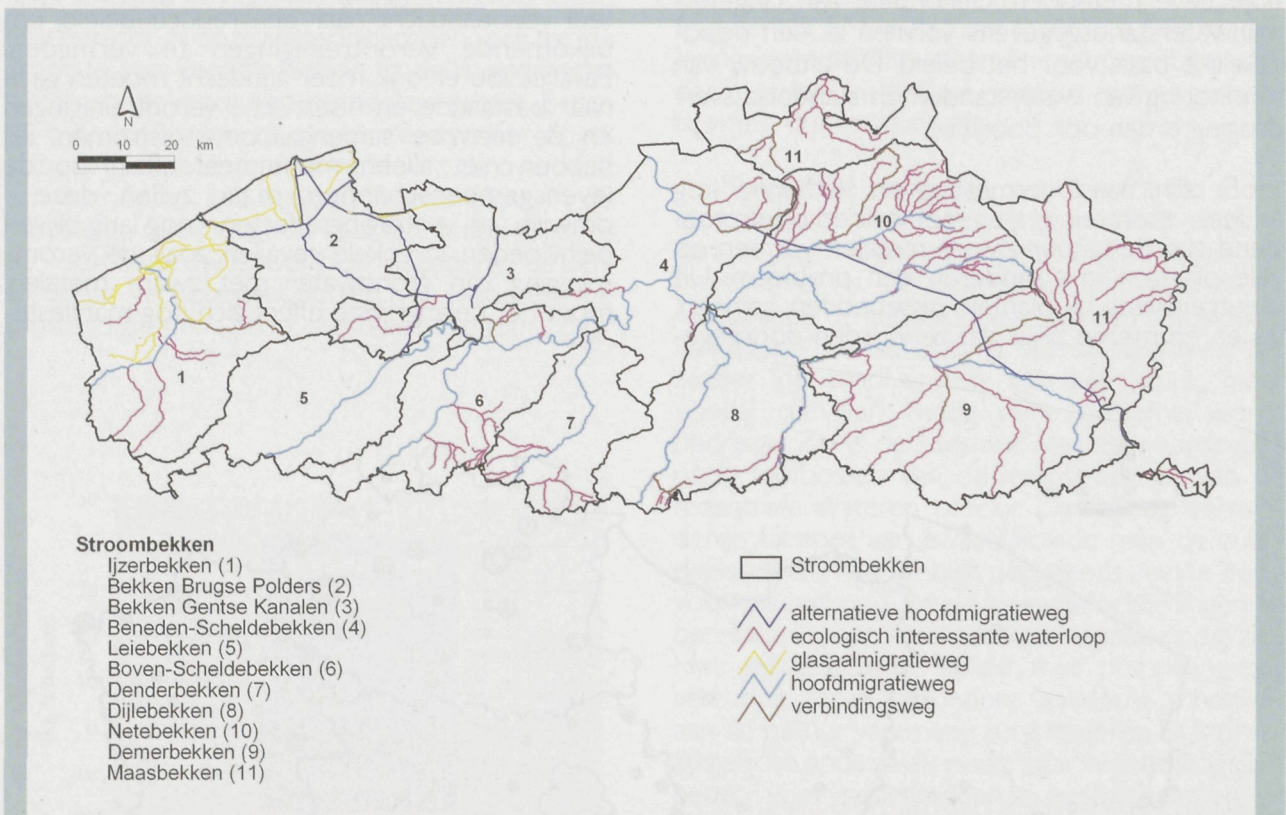 N
0 10 20 km
11
10
2
3
4
11
1
5
6
7
8
9
11
Stroombekken
Ijzerbekken (1)
Bekken Brugse Polders (2)
Bekken Gentse Kanalen (3)
Beneden-Scheldebekken (4)
Leiebekken (5)
Boven-Scheldebekken (6)
Denderbekken (7)
Dijlebekken (8)
Netebekken (10)
Demerbekken (9)
Maasbekken (11)
Stroombekken
alternatieve hoofdmigratieweg
ecologisch interessante waterloop
glasaalmigratieweg
hoofdmigratieweg
verbindingsweg